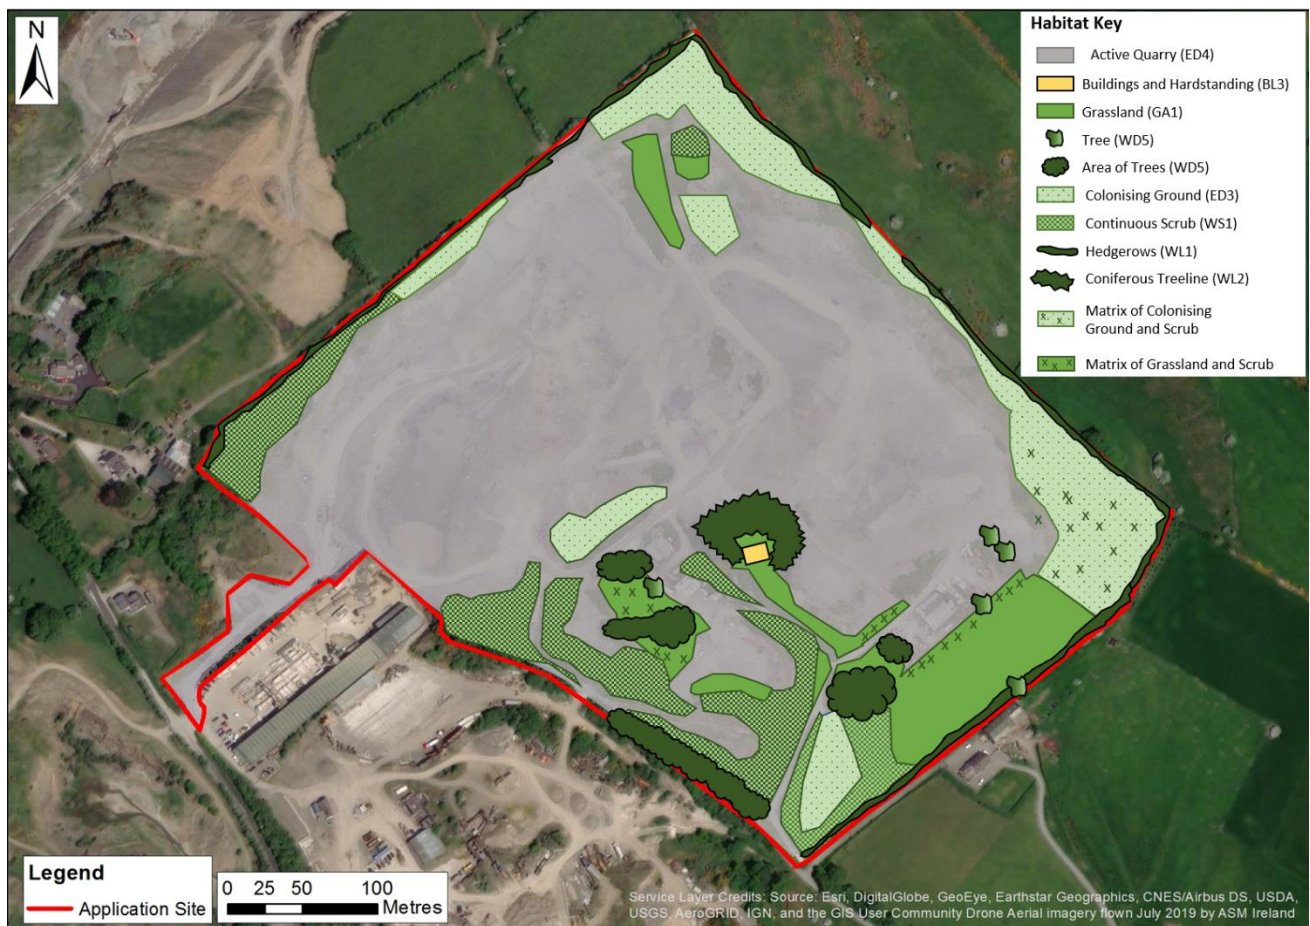 N
Habitat Key
Active Quarry (ED4)
Buildings and Hardstanding (BL3)
Grassland (GA1)
Tree (WD5)
Area of Trees (WD5)
Colonising Ground (ED3)
Continuous Scrub (WS1)
Hedgerows (WL1)
Coniferous Treeline (WL2)
Matrix of Colonising
Ground and Scrub
Matrix of Grassland and Scrub
Legend
Application Site
0 25 50 100
Metres
Service Layer Credits: Source: Esri, DigitalGlobe, GeoEye, Earthstar Geographics, CNES/Airbus DS, USDA,
USGS, AeroGRID, IGN, and the GIS User Community Drone Aerial imagery flown July 2019 by ASM Ireland